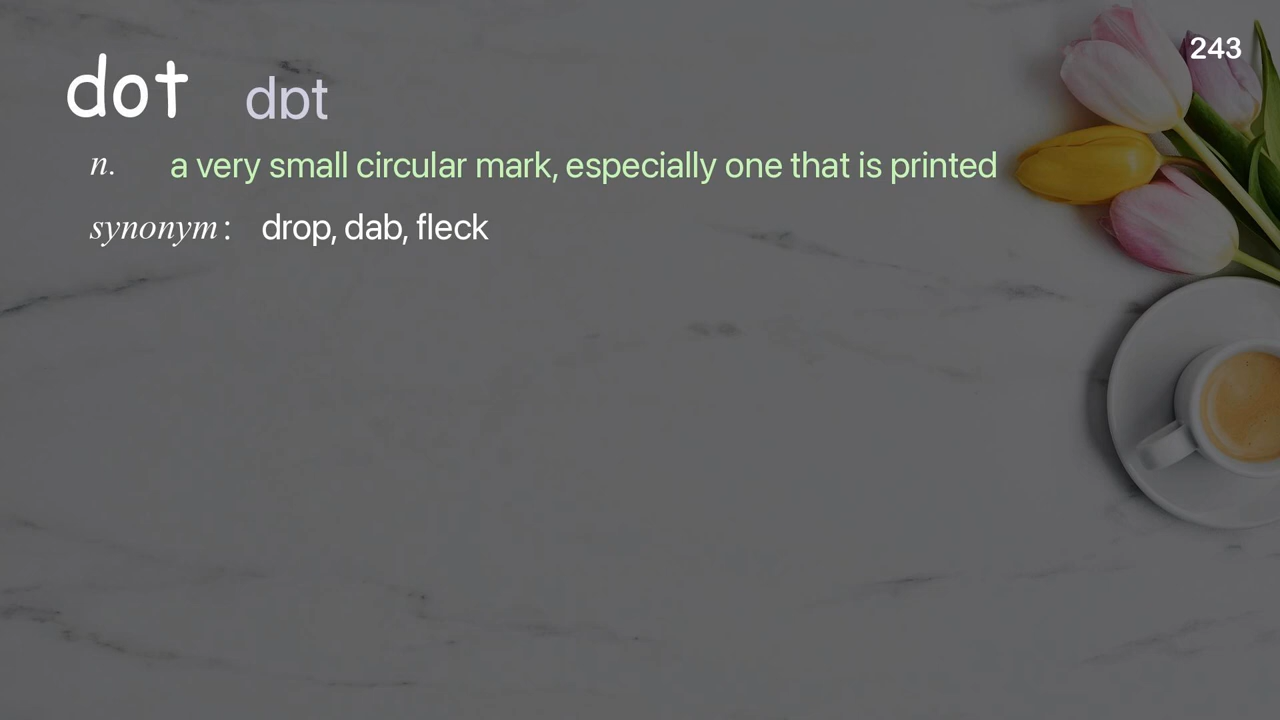 243
dot dɒt
n. a very small circular mark, especially one that is printed
synonym: drop, dab, fleck